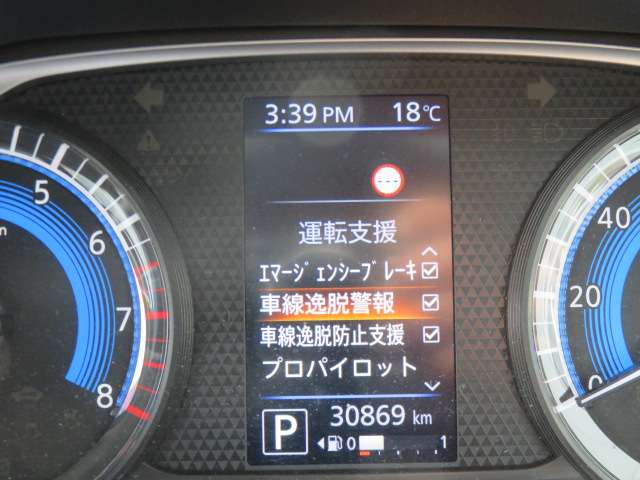 3:39 PM 18℃
---
運転支援
ｴﾏｰｼﾞｪﾝｼｰﾌﾞﾚｰｷ
車線逸脱警報
車線逸脱防止支援
プロパイロット
P 30869 km
0 1
5
6
7
8
40
20
0